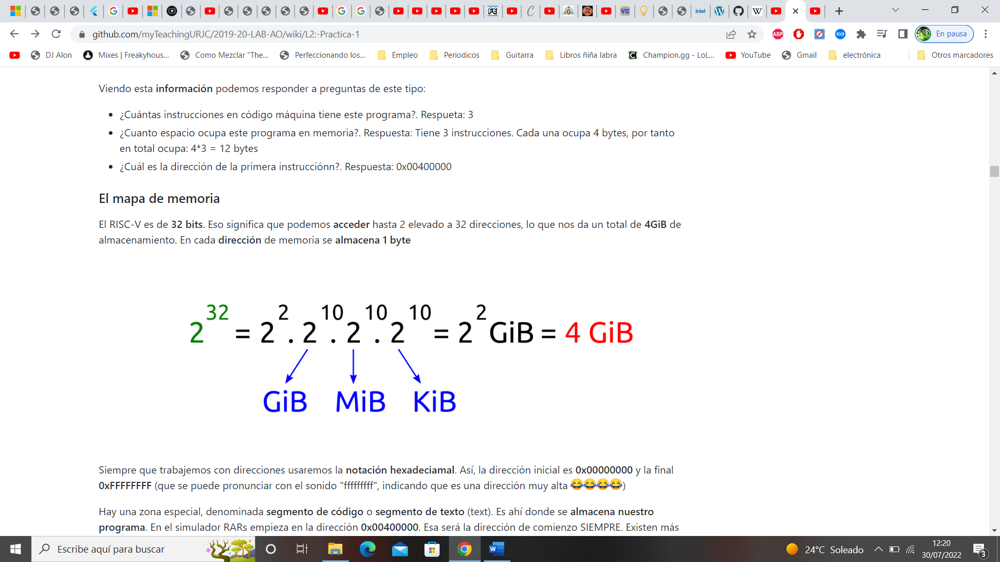 github.com/myTeachingURJC/2019-20-LAB-AO/wiki/L2:-Practica-1
ABP
En pausa
DJ Alon
Mixes | Freakyhous...
Como Mezclar "The...
Perfeccionando los...
Empleo
Periodicos
Guitarra
Libros ñiña labra
Champion.gg - LoL...
YouTube
Gmail
electrónica
Otros marcadores
Viendo esta información podemos responder a preguntas de este tipo:
• ¿Cuántas instrucciones en código máquina tiene este programa?. Respueta: 3
• ¿Cuanto espacio ocupa este programa en memoria?. Respuesta: Tiene 3 instrucciones. Cada una ocupa 4 bytes, por tanto
en total ocupa: 4*3 = 12 bytes
• ¿Cuál es la dirección de la primera instrucciónn?. Respuesta: 0x00400000
El mapa de memoria
El RISC-V es de 32 bits. Eso significa que podemos acceder hasta 2 elevado a 32 direcciones, lo que nos da un total de 4GiB de
almacenamiento. En cada dirección de memoria se almacena 1 byte
2^32 = 2^2 . 2^10 . 2^10 . 2^10 = 2^2 GiB = 4 GiB
GiB MiB KiB
Siempre que trabajemos con direcciones usaremos la notación hexadeciamal. Así, la dirección inicial es 0x00000000 y la final
0xFFFFFFFF (que se puede pronunciar con el sonido "fffffffff", indicando que es una dirección muy alta 😂😂😂😂)
Hay una zona especial, denominada segmento de código o segmento de texto (text). Es ahí donde se almacena nuestro
programa. En el simulador RARs empieza en la dirección 0x00400000. Esa será la dirección de comienzo SIEMPRE. Existen más
Escribe aquí para buscar
24°C Soleado
12:20
30/07/2022
3